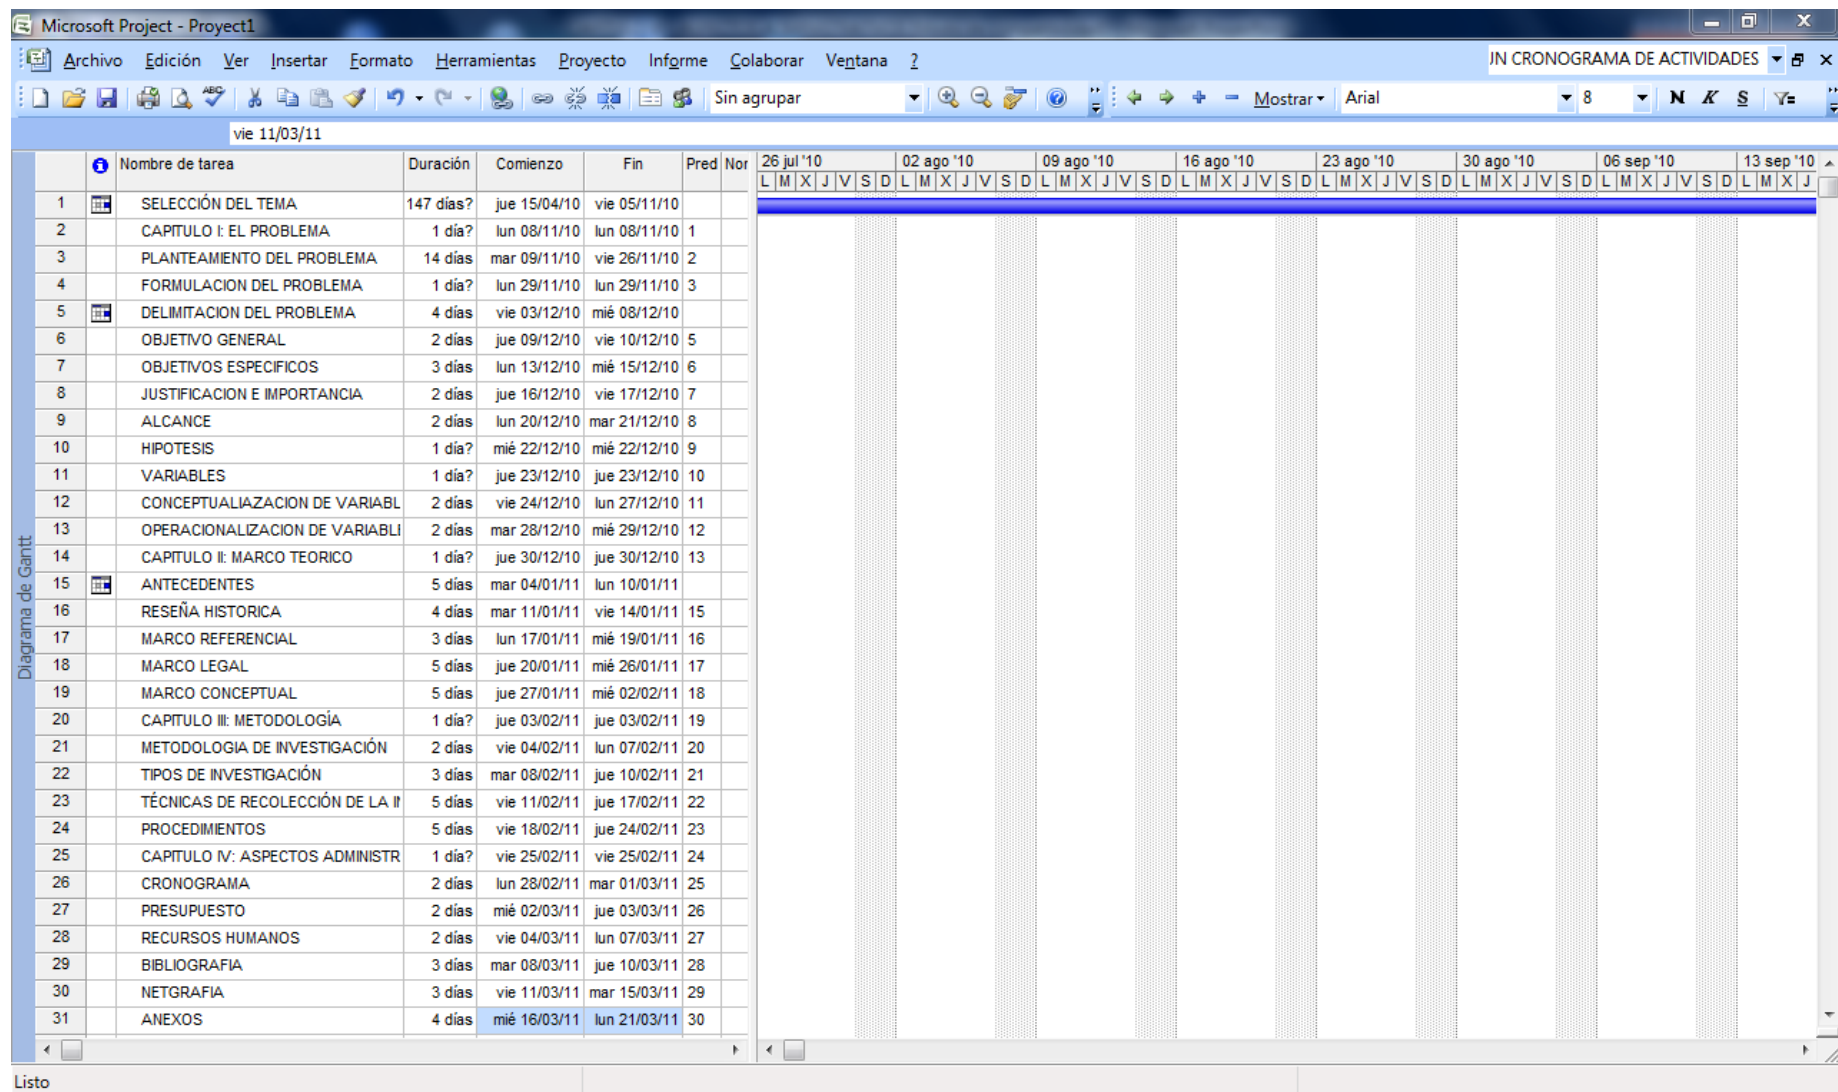 Microsoft Project - Proyect1
Archivo Edición Ver Insertar Formato Herramientas Proyecto Informe Colaborar Ventana ? CRONOGRAMA DE ACTIVIDADES
ABC Sin agrupar Mostrar Arial 8 N K S
vie 11/03/11
Nombre de tarea Duración Comienzo Fin Pred Nor 26 jul '10 02 ago '10 09 ago '10 16 ago '10 23 ago '10 30 ago '10 06 sep '10 13 sep '10
L M X J V S D L M X J V S D L M X J V S D L M X J V S D L M X J V S D L M X J V S D L M X J V S D L M X J
1 SELECCIÓN DEL TEMA 147 días? jue 15/04/10 vie 05/11/10
2 CAPITULO I: EL PROBLEMA 1 día? lun 08/11/10 lun 08/11/10 1
3 PLANTEAMIENTO DEL PROBLEMA 14 días mar 09/11/10 vie 26/11/10 2
4 FORMULACION DEL PROBLEMA 1 día? lun 29/11/10 lun 29/11/10 3
5 DELIMITACION DEL PROBLEMA 4 días vie 03/12/10 mié 08/12/10
6 OBJETIVO GENERAL 2 días jue 09/12/10 vie 10/12/10 5
7 OBJETIVOS ESPECIFICOS 3 días lun 13/12/10 mié 15/12/10 6
8 JUSTIFICACION E IMPORTANCIA 2 días jue 16/12/10 vie 17/12/10 7
9 ALCANCE 2 días lun 20/12/10 mar 21/12/10 8
10 HIPOTESIS 1 día? mié 22/12/10 mié 22/12/10 9
11 VARIABLES 1 día? jue 23/12/10 jue 23/12/10 10
12 CONCEPTUALIAZACION DE VARIABL 2 días vie 24/12/10 lun 27/12/10 11
13 OPERACIONALIZACION DE VARIABLE 2 días mar 28/12/10 mié 29/12/10 12
14 CAPITULO II: MARCO TEORICO 1 día? jue 30/12/10 jue 30/12/10 13
15 ANTECEDENTES 5 días mar 04/01/11 lun 10/01/11
16 RESEÑA HISTORICA 4 días mar 11/01/11 vie 14/01/11 15
17 MARCO REFERENCIAL 3 días lun 17/01/11 mié 19/01/11 16
18 MARCO LEGAL 5 días jue 20/01/11 mié 26/01/11 17
19 MARCO CONCEPTUAL 5 días jue 27/01/11 mié 02/02/11 18
20 CAPITULO III: METODOLOGÍA 1 día? jue 03/02/11 jue 03/02/11 19
21 METODOLOGIA DE INVESTIGACIÓN 2 días vie 04/02/11 lun 07/02/11 20
22 TIPOS DE INVESTIGACIÓN 3 días mar 08/02/11 jue 10/02/11 21
23 TÉCNICAS DE RECOLECCIÓN DE LA 5 días vie 11/02/11 jue 17/02/11 22
24 PROCEDIMIENTOS 5 días vie 18/02/11 jue 24/02/11 23
25 CAPITULO IV: ASPECTOS ADMINISTR 1 día? vie 25/02/11 vie 25/02/11 24
26 CRONOGRAMA 2 días lun 28/02/11 mar 01/03/11 25
27 PRESUPUESTO 2 días mié 02/03/11 jue 03/03/11 26
28 RECURSOS HUMANOS 2 días vie 04/03/11 lun 07/03/11 27
29 BIBLIOGRAFIA 3 días mar 08/03/11 jue 10/03/11 28
30 NETGRAFIA 3 días vie 11/03/11 mar 15/03/11 29
31 ANEXOS 4 días mié 16/03/11 lun 21/03/11 30
Diagrama de Gantt
Listo